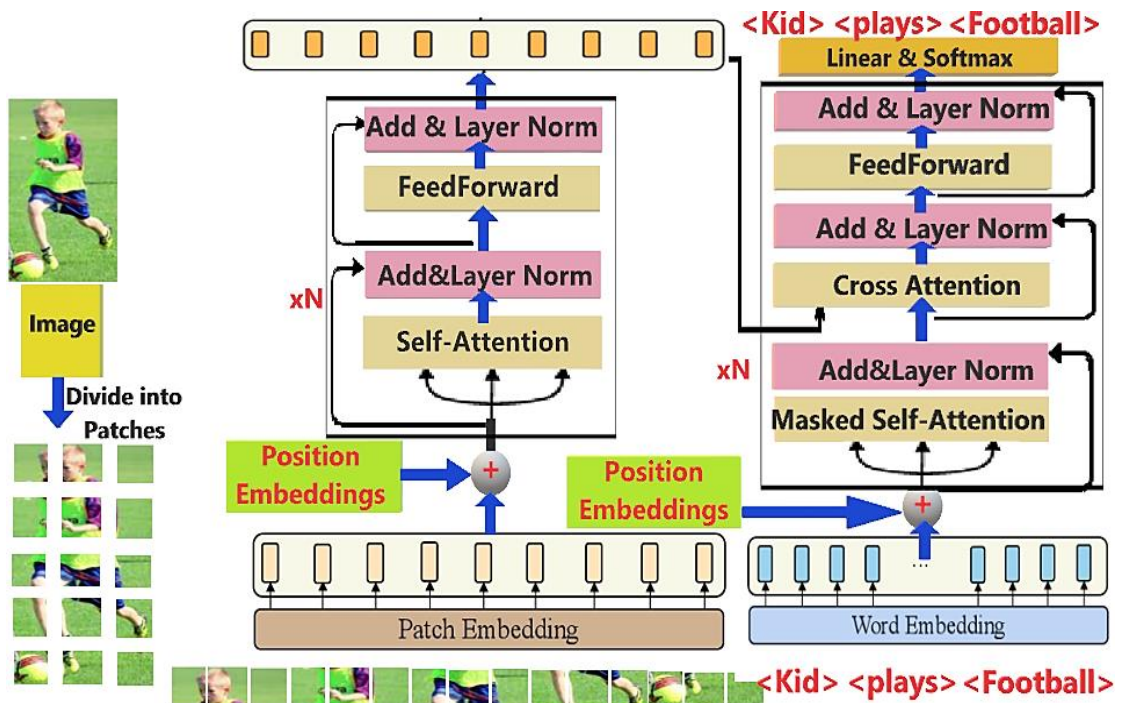 Image
Divide into
Patches
Add & Layer Norm
FeedForward
Add&Layer Norm
xN
Self-Attention
Position
Embeddings
+
Patch Embedding
<Kid> <plays> <Football>
Linear & Softmax
Add & Layer Norm
FeedForward
Add & Layer Norm
Cross Attention
xN
Add&Layer Norm
Masked Self-Attention
Position
Embeddings
+
...
Word Embedding
<Kid> <plays> <Football>